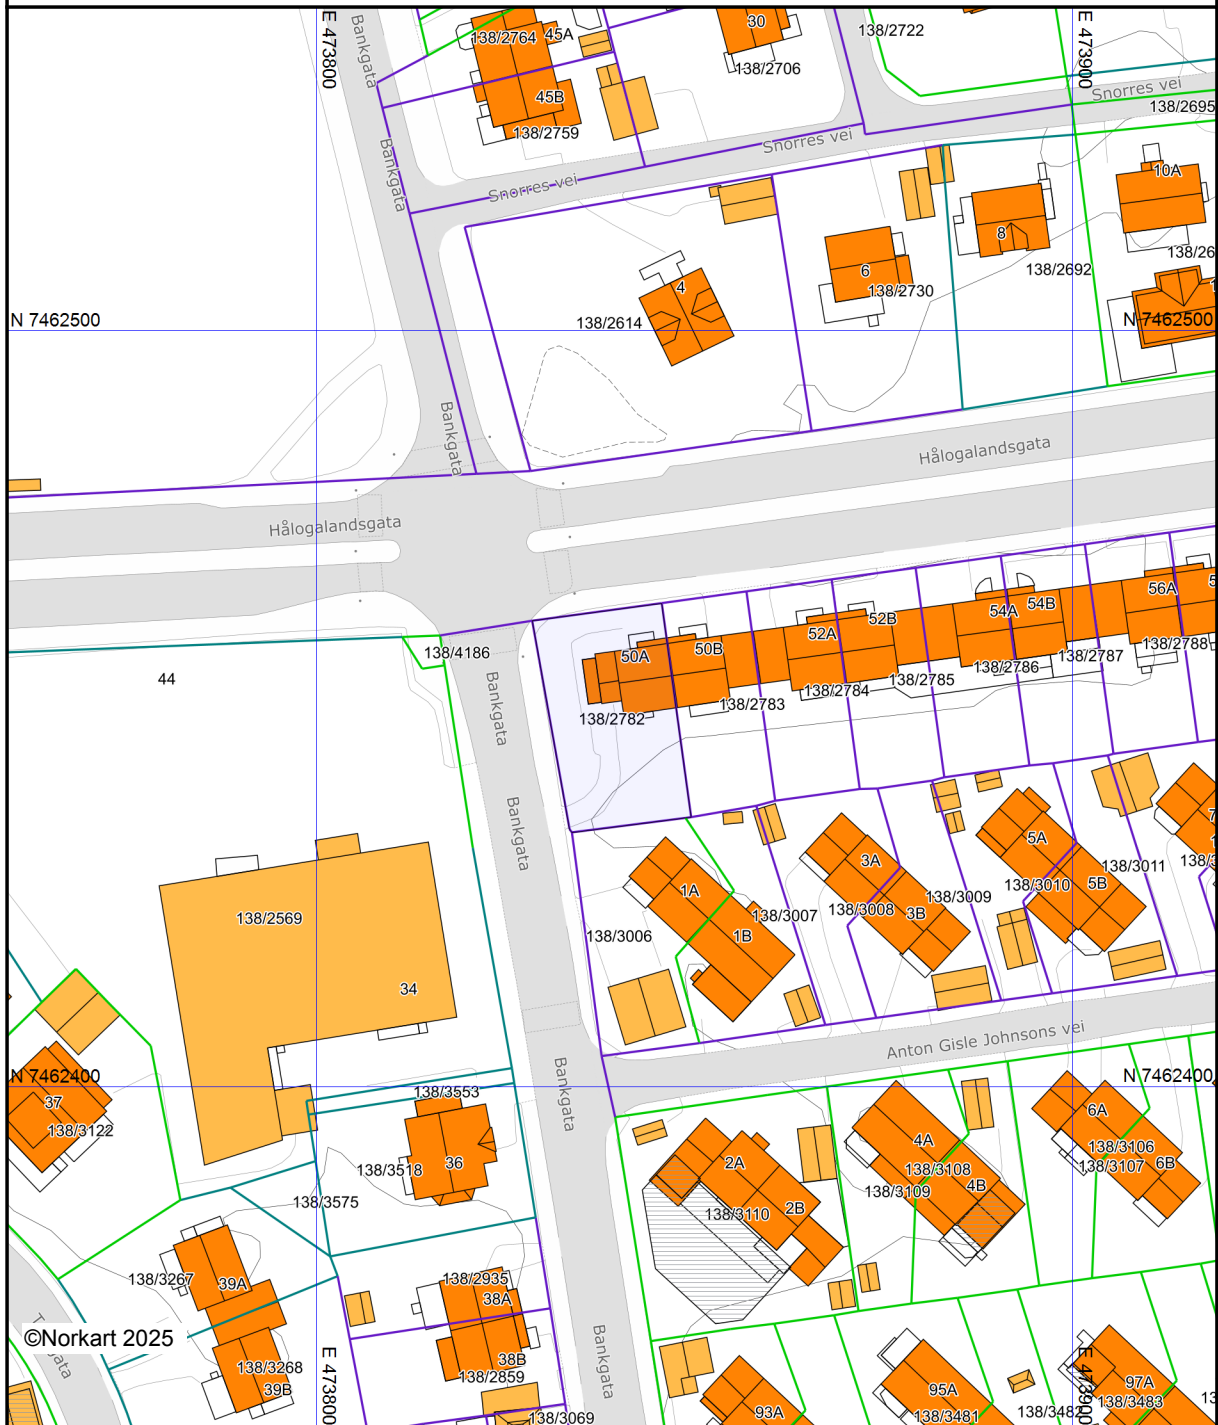 E 473800
Bankgata
138/2764
45A
30
138/2706
138/2722
E 473900
Snorres vei
138/2695
45B
138/2759
Bankgata
Snorres vei
Snorres vei
10A
8
138/2692
138/26
6
138/2730
4
138/2614
N 7462500
N 7462500
Bankgata
Hålogalandsgata
Hålogalandsgata
56A
54A
54B
52A
52B
50A
50B
138/2788
138/2787
138/2786
138/2785
138/2784
138/2783
138/2782
138/4186
44
Bankgata
Bankgata
5A
138/3011
138/3010
5B
3A
138/3009
138/3008
3B
1A
138/3007
138/3006
1B
138/2569
34
Anton Gisle Johnsons vei
N 7462400
N 7462400
37
138/3122
138/3553
138/3518
36
138/3575
Bankgata
2A
138/3110
2B
4A
138/3108
138/3109
4B
6A
138/3106
138/3107
6B
138/3267
39A
138/2935
38A
38B
138/2859
138/3268
39B
©Norkart 2025
E 473800
138/3069
Bankgata
93A
95A
138/3481
138/3482
E 473900
97A
138/3483